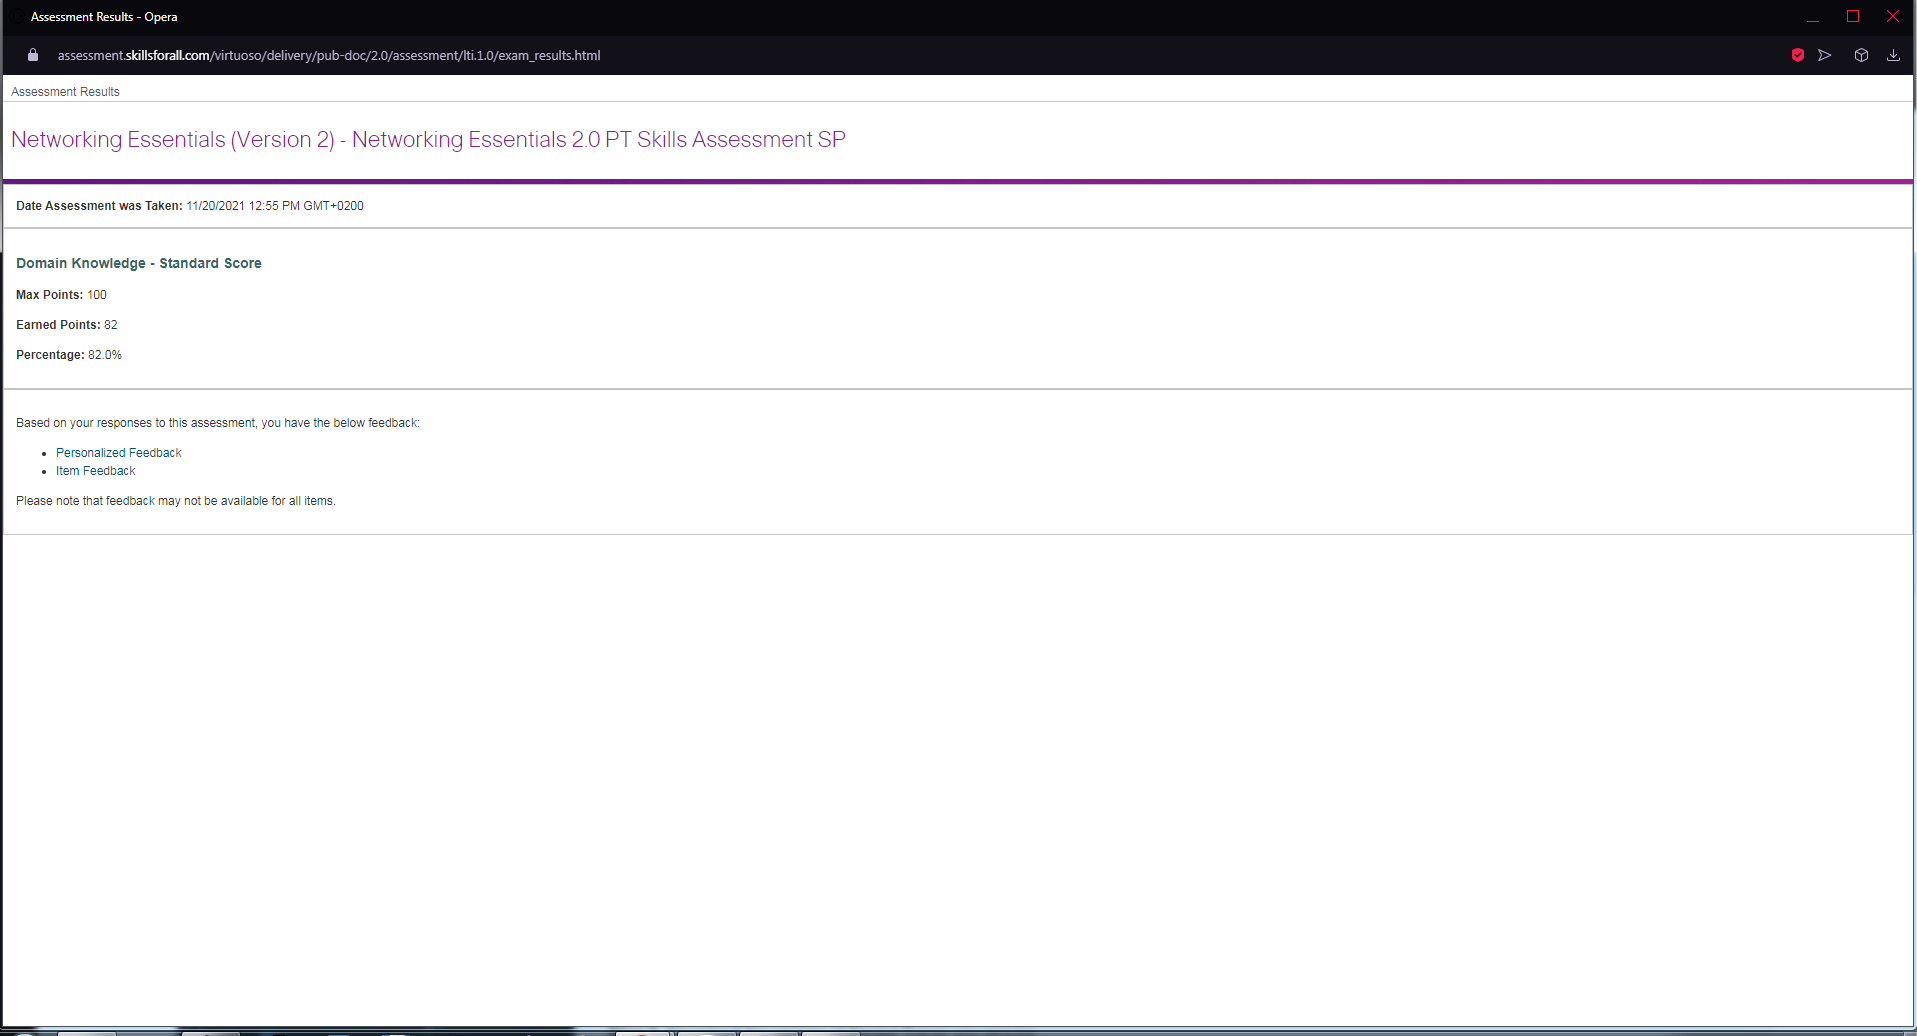 Assessment Results - Opera
assessment.skillsforall.com/virtuoso/delivery/pub-doc/2.0/assessment/lti.1.0/exam_results.html
Assessment Results
Networking Essentials (Version 2) - Networking Essentials 2.0 PT Skills Assessment SP
Date Assessment was Taken: 11/20/2021 12:55 PM GMT+0200
Domain Knowledge - Standard Score
Max Points: 100
Earned Points: 82
Percentage: 82.0%
Based on your responses to this assessment, you have the below feedback:
Personalized Feedback
Item Feedback
Please note that feedback may not be available for all items.